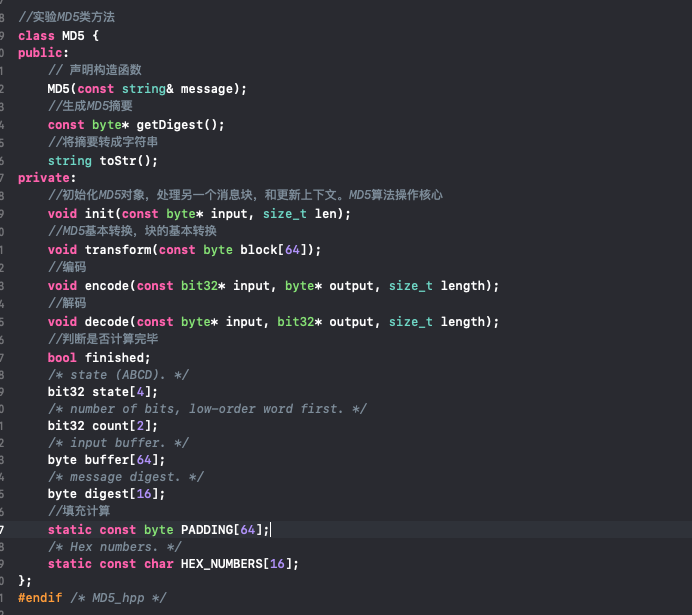 //实验MD5类方法
class MD5 {
public:
// 声明构造函数
MD5(const string& message);
//生成MD5摘要
const byte* getDigest();
//将摘要转成字符串
string toStr();
private:
//初始化MD5对象，处理另一个消息块，和更新上下文。MD5算法操作核心
void init(const byte* input, size_t len);
//MD5基本转换，块的基本转换
void transform(const byte block[64]);
//编码
void encode(const bit32* input, byte* output, size_t length);
//解码
void decode(const byte* input, bit32* output, size_t length);
//判断是否计算完毕
bool finished;
/* state (ABCD). */
bit32 state[4];
/* number of bits, low-order word first. */
bit32 count[2];
/* input buffer. */
byte buffer[64];
/* message digest. */
byte digest[16];
//填充计算
static const byte PADDING[64];
/* Hex numbers. */
static const char HEX_NUMBERS[16];
};
#endif /* MD5_hpp */